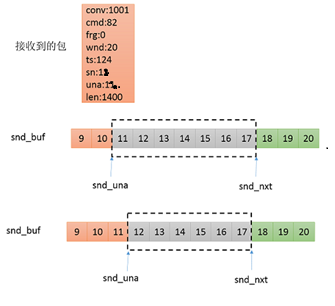 conv:1001
cmd:82
接收到的包 frg:0
wnd:20
ts:124
sn:
una:
len:1400
snd_buf 9 10 11 12 13 14 15 16 17 18 19 20
snd_una snd_nxt
snd_buf 9 10 11 12 13 14 15 16 17 18 19 20
snd_una snd_nxt